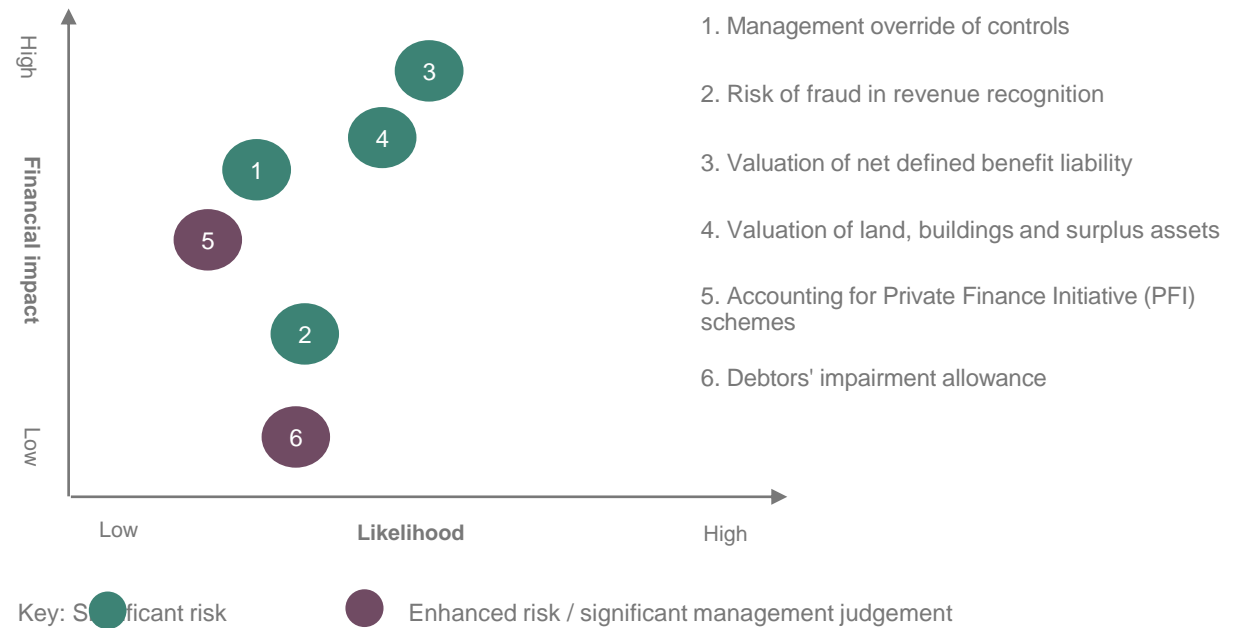 High
Financial impact
Low
3
4
1
5
2
6
Low
Likelihood
High
1. Management override of controls
2. Risk of fraud in revenue recognition
3. Valuation of net defined benefit liability
4. Valuation of land, buildings and surplus assets
5. Accounting for Private Finance Initiative (PFI)
schemes
6. Debtors' impairment allowance
Key: Significant risk
Enhanced risk / significant management judgement